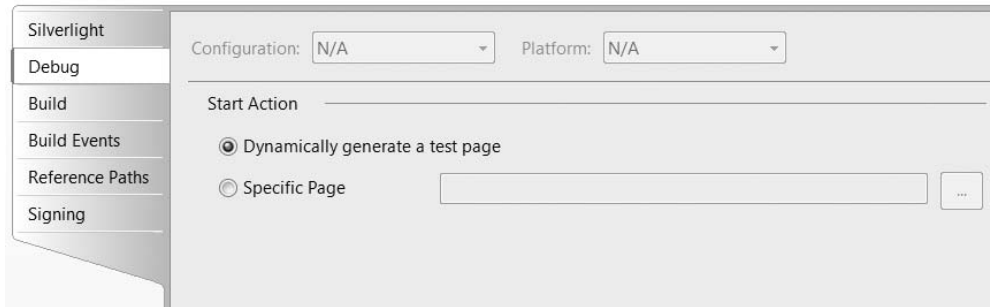 Silverlight
Debug
Build
Build Events
Reference Paths
Signing
Configuration: N/A Platform: N/A
Start Action
Dynamically generate a test page
Specific Page ...